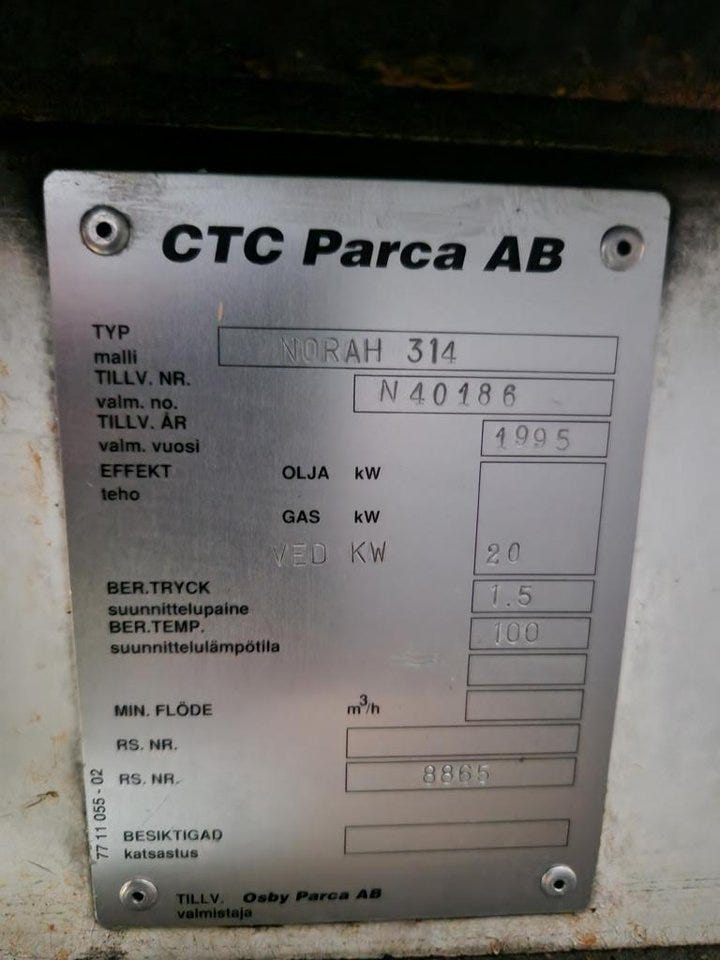 CTC Parca AB
TYP
malli NORAH 314
TILLV. NR.
valm. no. N40186
TILLV. ÅR
valm. vuosi 1995
EFFEKT OLJA kW
teho
GAS kW
VED KW 20
BER.TRYCK 1.5
suunnittelupaine
BER.TEMP. 100
suunnittelulämpötila
MIN. FLÖDE m³/h
RS. NR.
RS. NR. 8865
BESIKTIGAD
katsastus
77 11 055 - 02
TILLV. Osby Parca AB
valmistaja